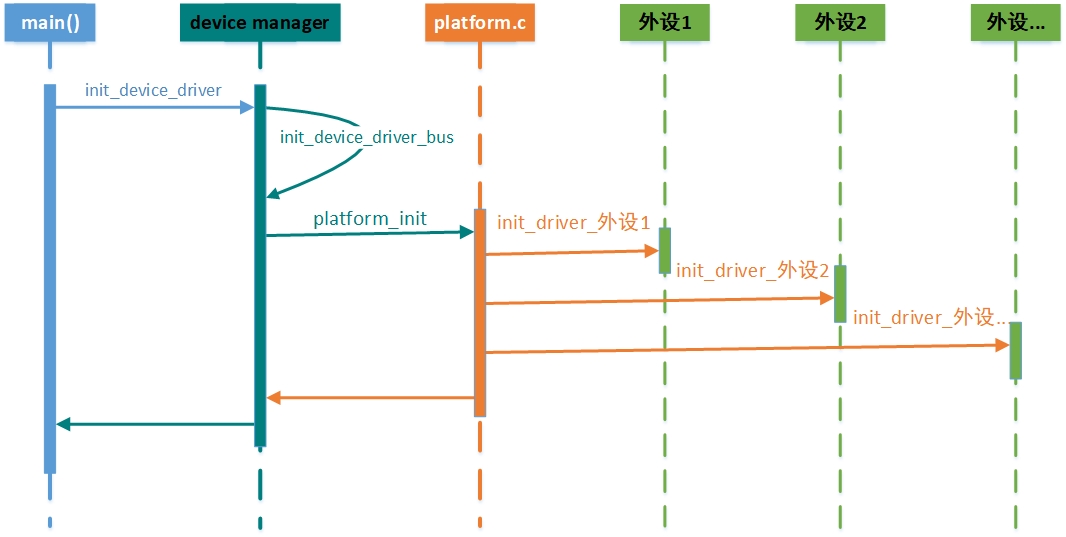 main()
device manager
platform.c
外设1
外设2
外设...
init_device_driver
init_device_driver_bus
platform_init
init_driver_外设1
init_driver_外设2
init_driver_外设...